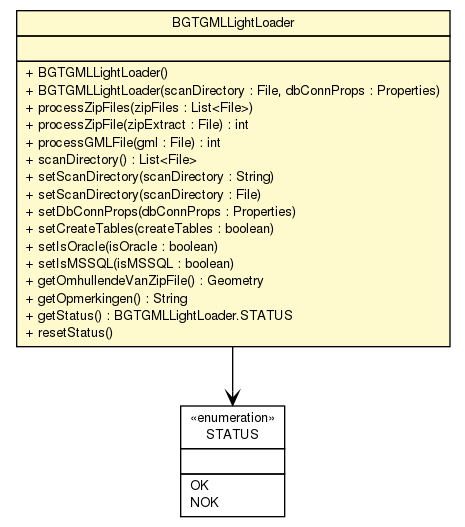 BGTGMLLightLoader
+ BGTGMLLightLoader()
+ BGTGMLLightLoader(scanDirectory : File, dbConnProps : Properties)
+ processZipFiles(zipFiles : List<File>)
+ processZipFile(zipExtract : File) : int
+ processGMLFile(gml : File) : int
+ scanDirectory() : List<File>
+ setScanDirectory(scanDirectory : String)
+ setScanDirectory(scanDirectory : File)
+ setDbConnProps(dbConnProps : Properties)
+ setCreateTables(createTables : boolean)
+ setIsOracle(isOracle : boolean)
+ setIsMSSQL(isMSSQL : boolean)
+ getOmhullendeVanZipFile() : Geometry
+ getOpmerkingen() : String
+ getStatus() : BGTGMLLightLoader.STATUS
+ resetStatus()
«enumeration»
STATUS
OK
NOK